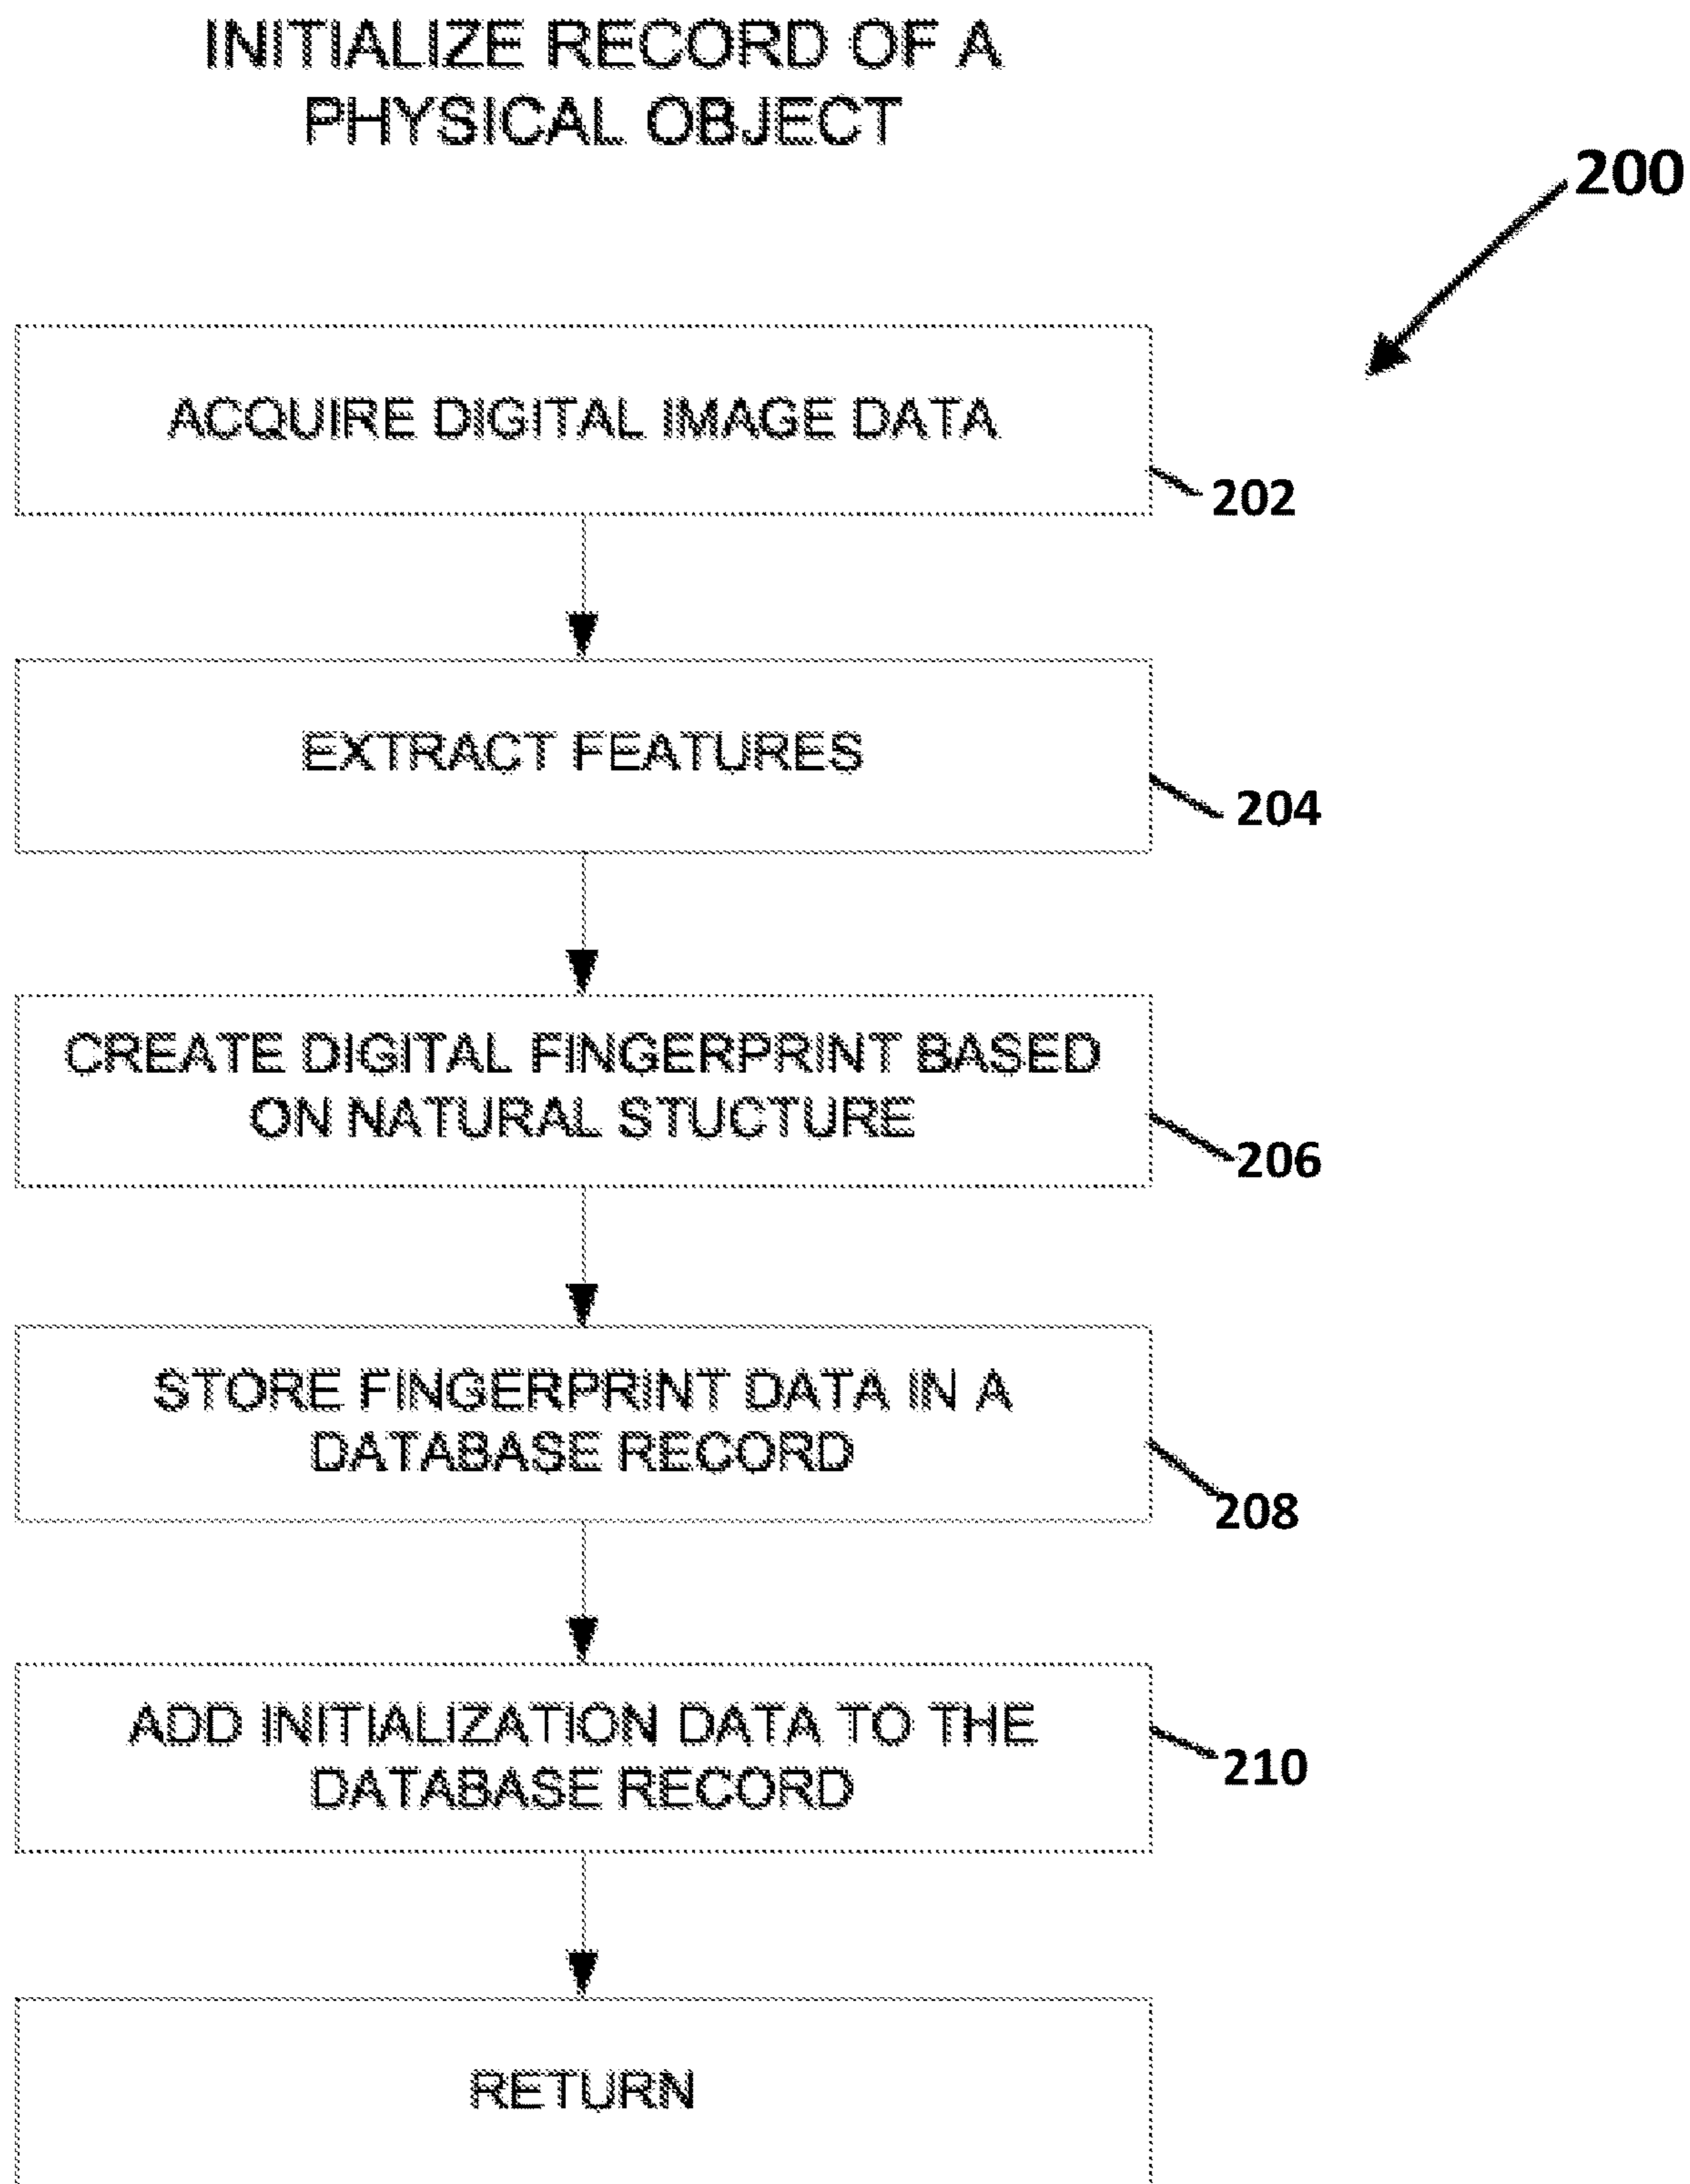 INITIALIZE RECORD OF A
PHYSICAL OBJECT
200
ACQUIRE DIGITAL IMAGE DATA
202
EXTRACT FEATURES
204
CREATE DIGITAL FINGERPRINT BASED
ON NATURAL STUCTURE
206
STORE FINGERPRINT DATA IN A
DATABASE RECORD
208
ADD INITIALIZATION DATA TO THE
DATABASE RECORD
210
RETURN